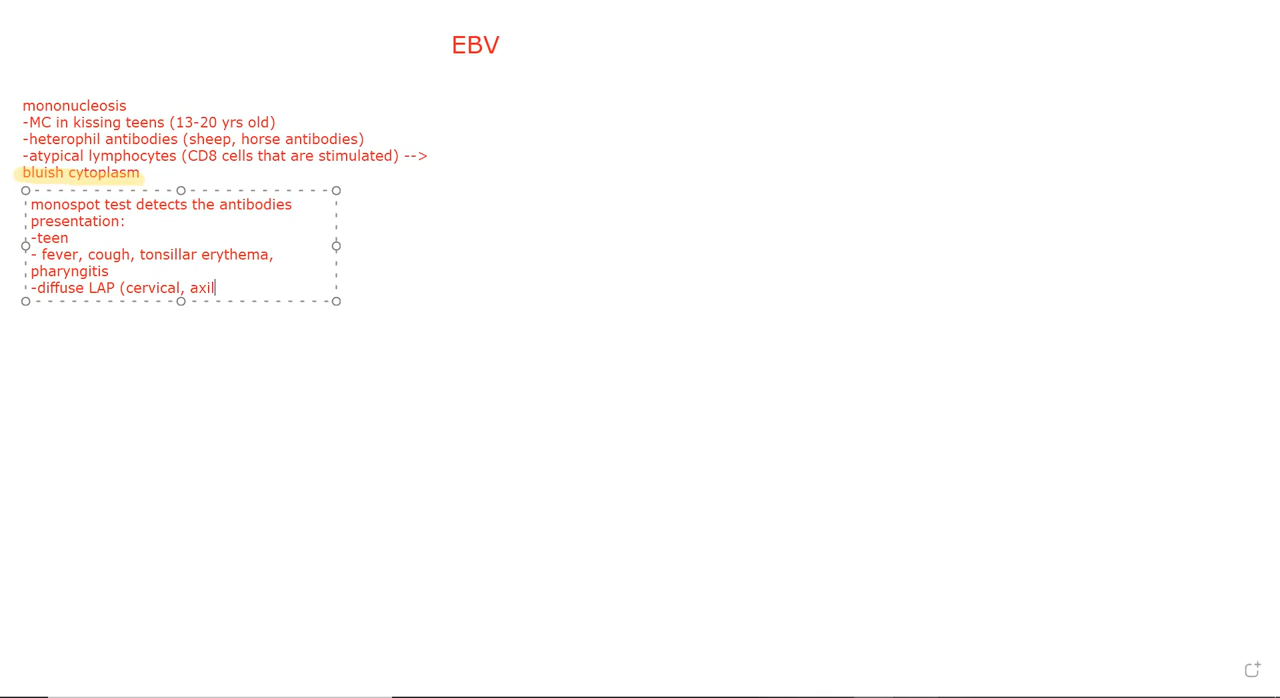 EBV
mononucleosis
-MC in kissing teens (13-20 yrs old)
-heterophil antibodies (sheep, horse antibodies)
-atypical lymphocytes (CD8 cells that are stimulated) -->
bluish cytoplasm
monospot test detects the antibodies
presentation:
-teen
- fever, cough, tonsillar erythema,
pharyngitis
-diffuse LAP (cervical, axil